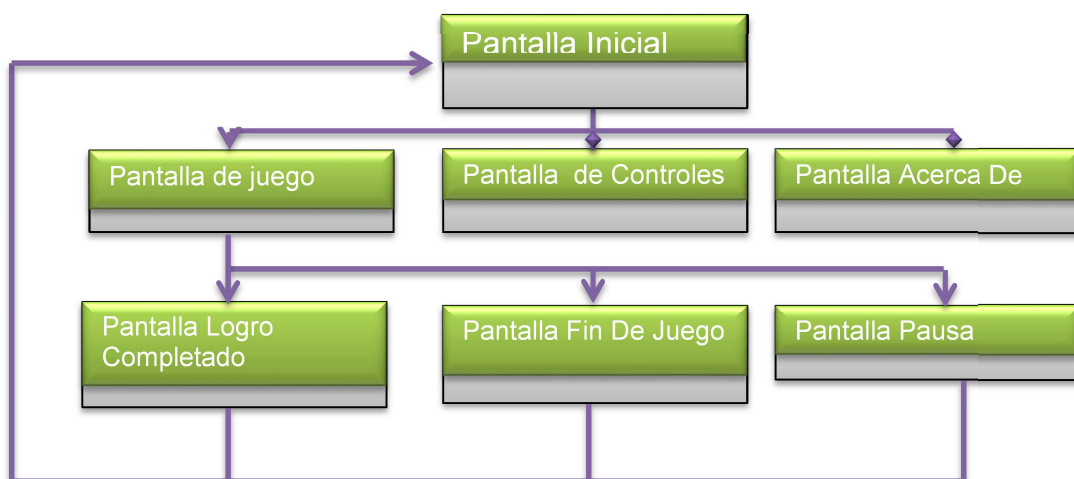 Pantalla Inicial
Pantalla de juego
Pantalla de Controles
Pantalla Acerca De
Pantalla Logro
Completado
Pantalla Fin De Juego
Pantalla Pausa